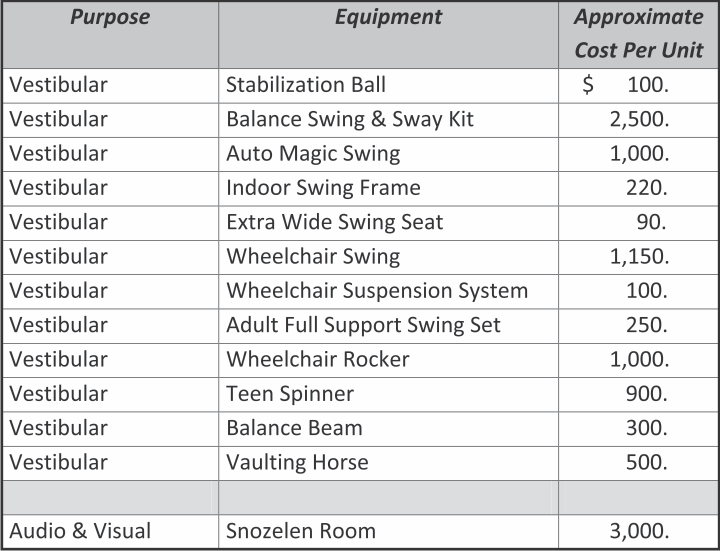 Purpose Equipment Approximate
Cost Per Unit
Vestibular Stabilization Ball $ 100.
Vestibular Balance Swing & Sway Kit 2,500.
Vestibular Auto Magic Swing 1,000.
Vestibular Indoor Swing Frame 220.
Vestibular Extra Wide Swing Seat 90.
Vestibular Wheelchair Swing 1,150.
Vestibular Wheelchair Suspension System 100.
Vestibular Adult Full Support Swing Set 250.
Vestibular Wheelchair Rocker 1,000.
Vestibular Teen Spinner 900.
Vestibular Balance Beam 300.
Vestibular Vaulting Horse 500.
Audio & Visual Snozelen Room 3,000.